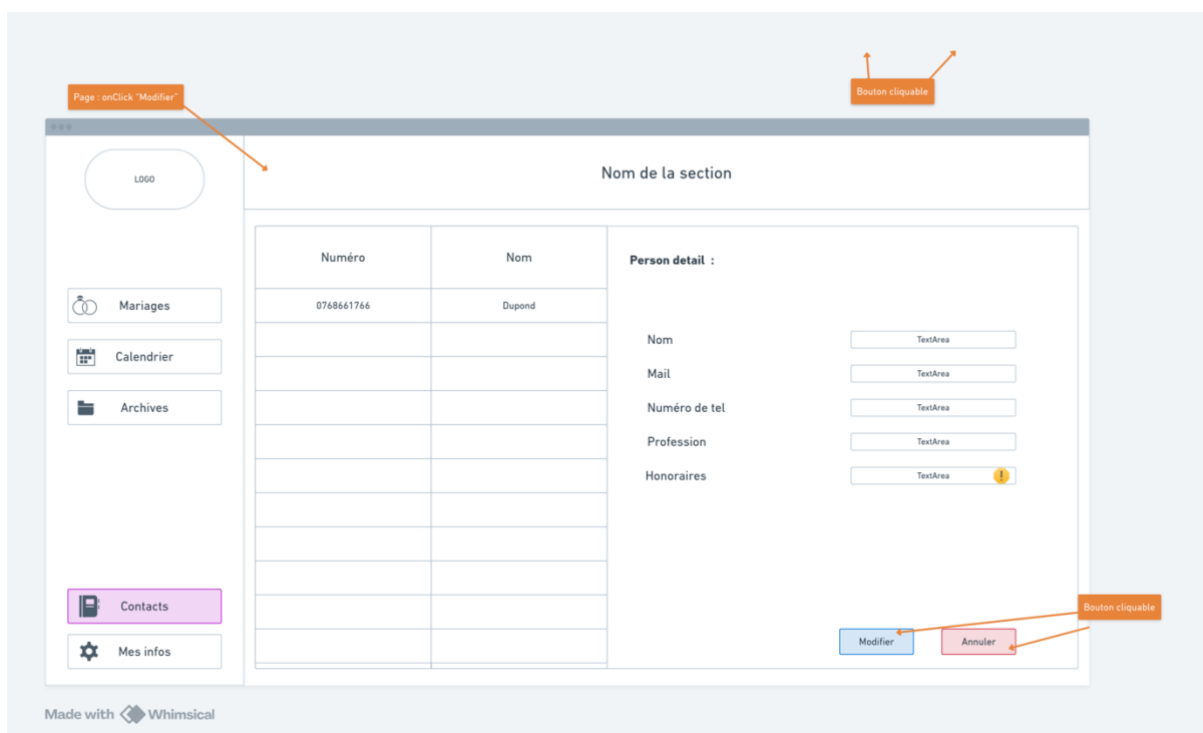 Bouton cliquable
Page : onClick "Modifier"
LOGO
Nom de la section
Numéro
Nom
Person detail :
0768661766
Dupond
Mariages
Calendrier
Archives
Nom
TextArea
Mail
TextArea
Numéro de tel
TextArea
Profession
TextArea
Honoraires
TextArea
!
Contacts
Mes infos
Bouton cliquable
Modifier
Annuler
Made with Whimsical